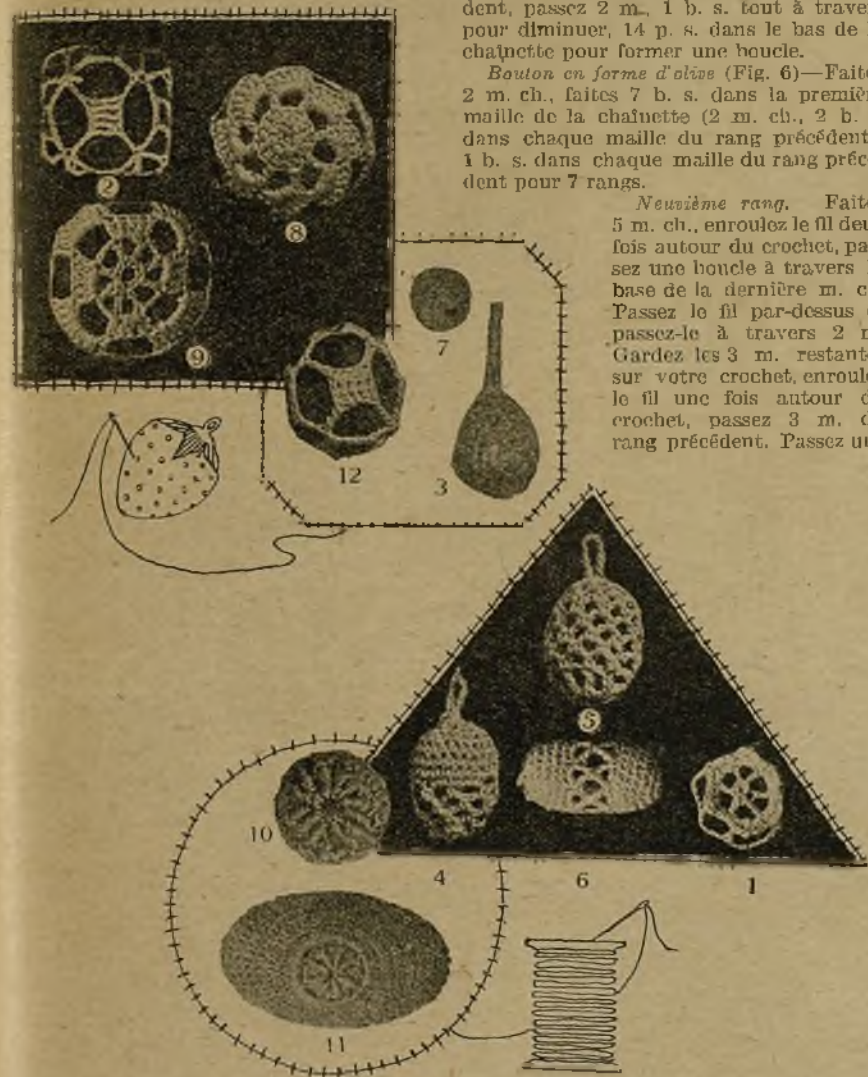 dent, passez 2 m., 1 b. s. tout à travers
pour diminuer, 14 p. s. dans le bas de
chaînette pour former une boucle.
Bouton en forme d'olive (Fig. 6)—Faites
2 m. ch., faites 7 b. s. dans la première
maille de la chaînette (2 m. ch., 2 b.
dans chaque maille du rang précédent
1 b. s. dans chaque maille du rang précé-
dent pour 7 rangs.
Neuvième rang. Faites
5 m. ch., enroulez le fil deux
fois autour du crochet, pas-
sez une boucle à travers
base de la dernière m. c
Passez le fil par-dessus
passez-le à travers 2 m
Gardez les 3 m. restant
sur votre crochet, enroulez
le fil une fois autour d
crochet, passez 3 m. d
rang précédent. Passez un
2
8
9
7
12
3
5
10
4
6
1
11